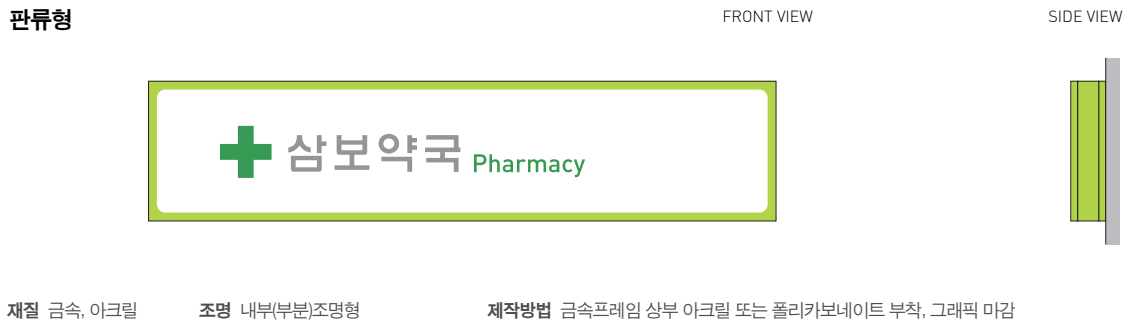 판류형 FRONT VIEW SIDE VIEW
삼보약국 Pharmacy
재질 금속, 아크릴 조명 내부(부분)조명형 제작방법 금속프레임 상부 아크릴 또는 폴리카보네이트 부착, 그래픽 마감